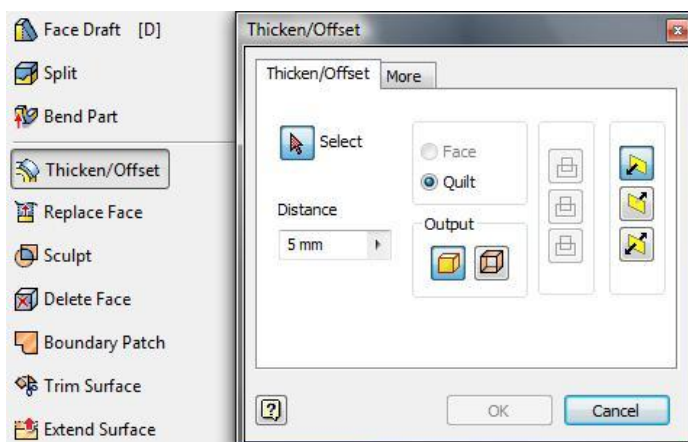 Face Draft [D]
Split
Bend Part
Thicken/Offset
Replace Face
Sculpt
Delete Face
Boundary Patch
Trim Surface
Extend Surface
Thicken/Offset
Thicken/Offset
More
Select
Face
Quilt
Distance
5 mm
Output
?
OK
Cancel